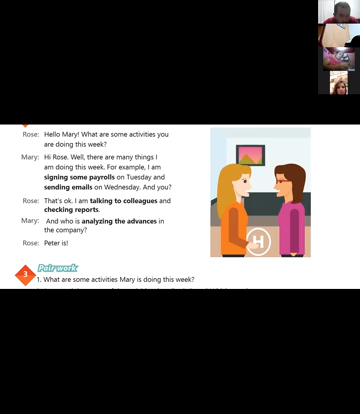 Rose: Hello Mary! What are some activities you
are doing this week?
Mary: Hi Rose. Well, there are many things I
am doing this week. For example, I am
signing some payrolls on Tuesday and
sending emails on Wednesday. And you?
Rose: That's ok. I am talking to colleagues and
checking reports.
Mary: And who is analyzing the advances in
the company?
Rose: Peter is!
H
3 Pair work
1. What are some activities Mary is doing this week?